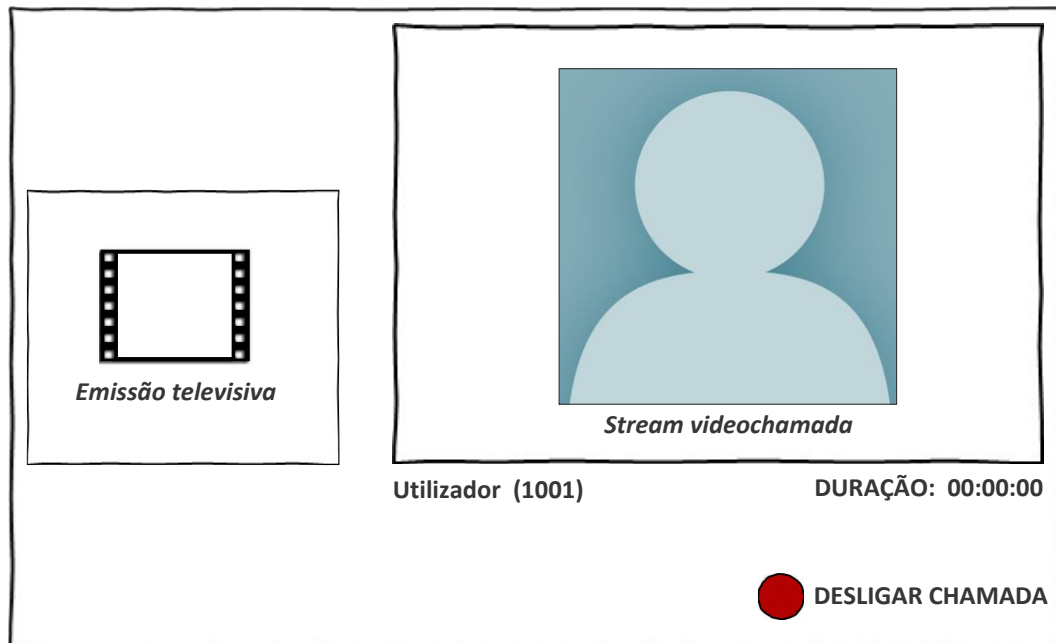 Emissão televisiva
Stream videochamada
Utilizador (1001)
DURAÇÃO: 00:00:00
DESLIGAR CHAMADA